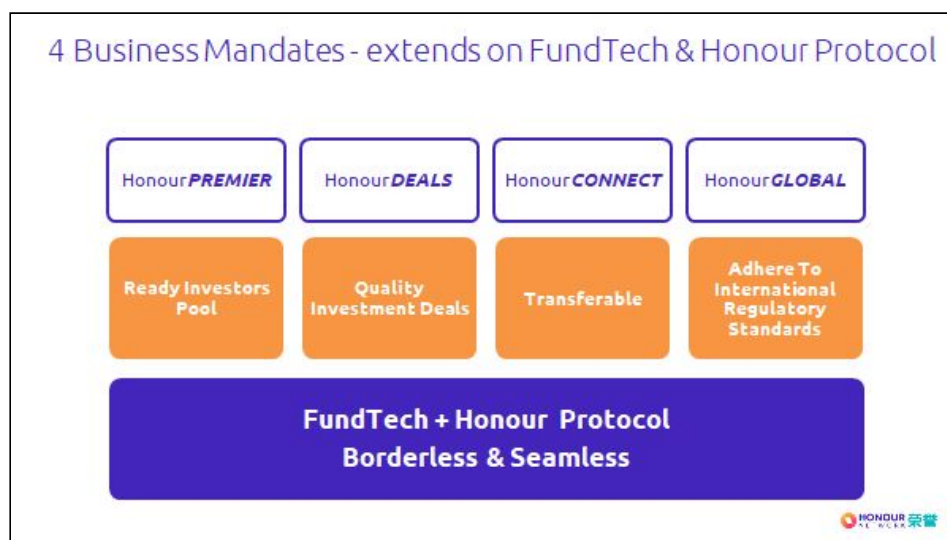 4 Business Mandates - extends on FundTech & Honour Protocol
HonourPREMIER
HonourDEALS
HonourCONNECT
HonourGLOBAL
Ready Investors
Pool
Quality
Investment Deals
Transferable
Adhere To
International
Regulatory
Standards
FundTech + Honour Protocol
Borderless & Seamless
HONOUR
NETWORK
荣誉